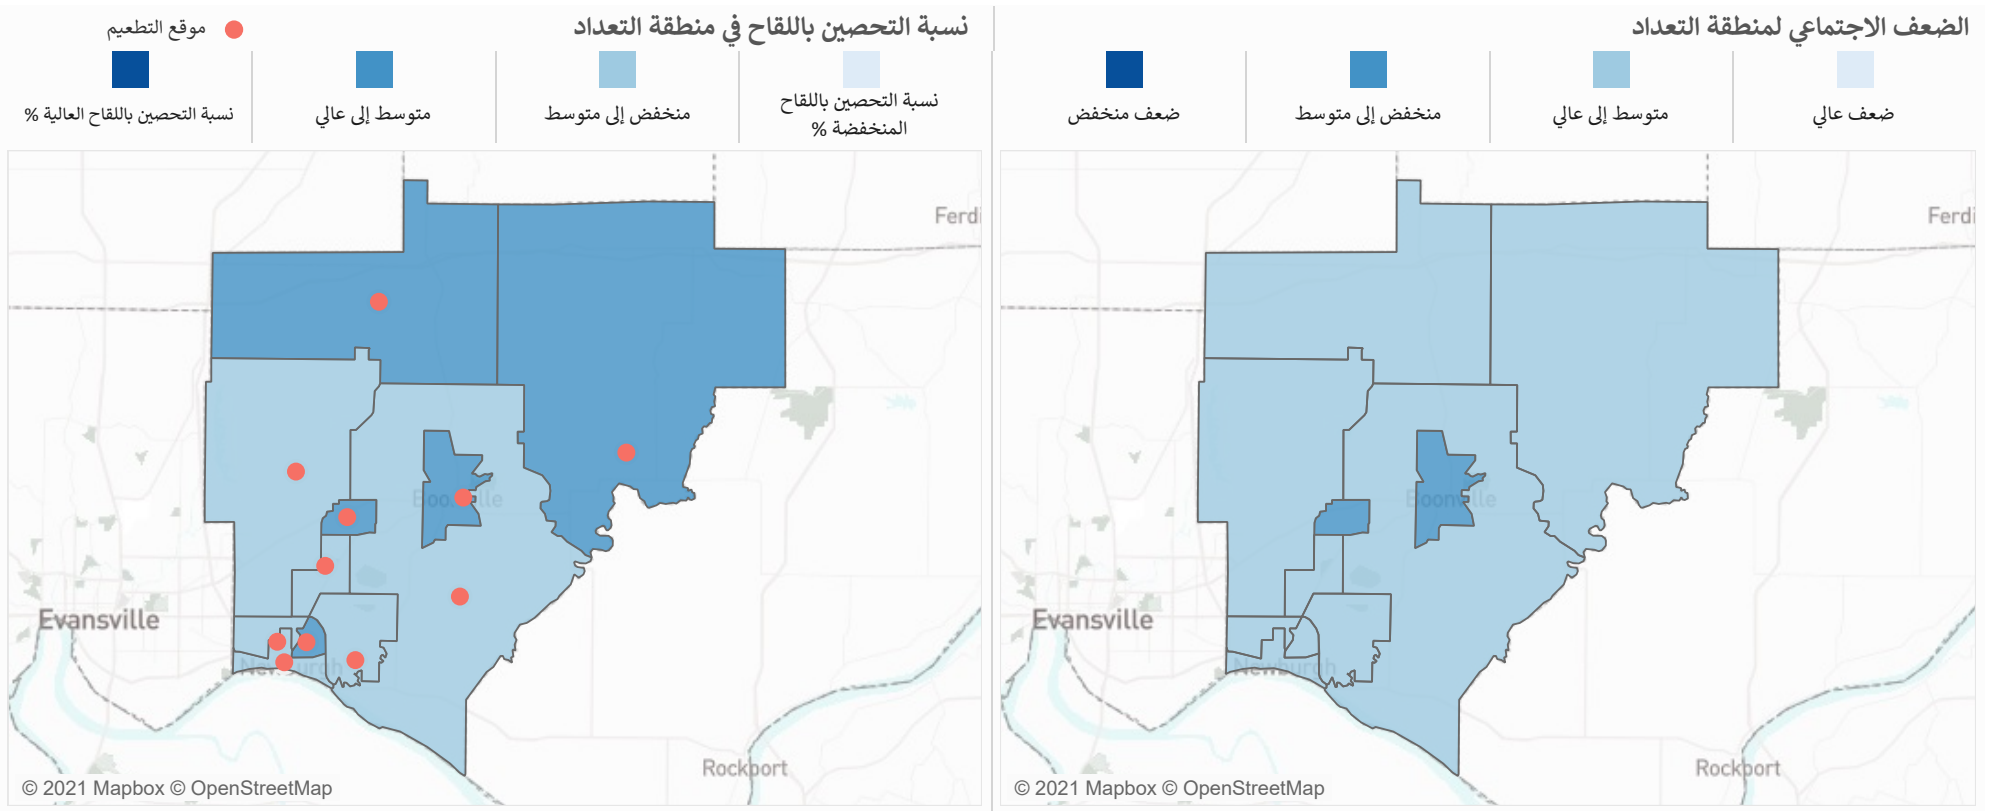 الضعف الاجتماعي لمنطقة التعداد
ضعف عالي
متوسط إلى عالي
منخفض إلى متوسط
ضعف منخفض
Ferdi
Boonville
Evansville
Newburgh
Rockport
© 2021 Mapbox © OpenStreetMap
نسبة التحصين باللقاح في منطقة التعداد
موقع التطعيم
نسبة التحصين باللقاح
المنخفضة %
منخفض إلى متوسط
متوسط إلى عالي
نسبة التحصين باللقاح العالية %
Ferdi
Evansville
Rockport
© 2021 Mapbox © OpenStreetMap